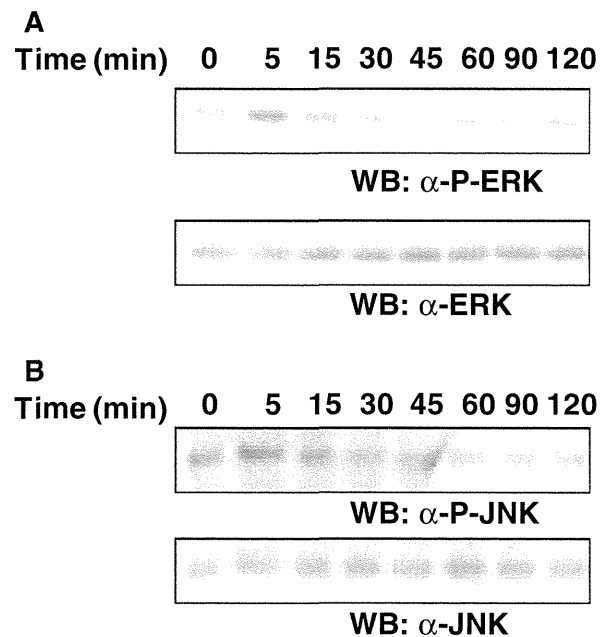 A
Time (min) 0 5 15 30 45 60 90 120
WB: α-P-ERK
WB: α-ERK
B
Time (min) 0 5 15 30 45 60 90 120
WB: α-P-JNK
WB: α-JNK